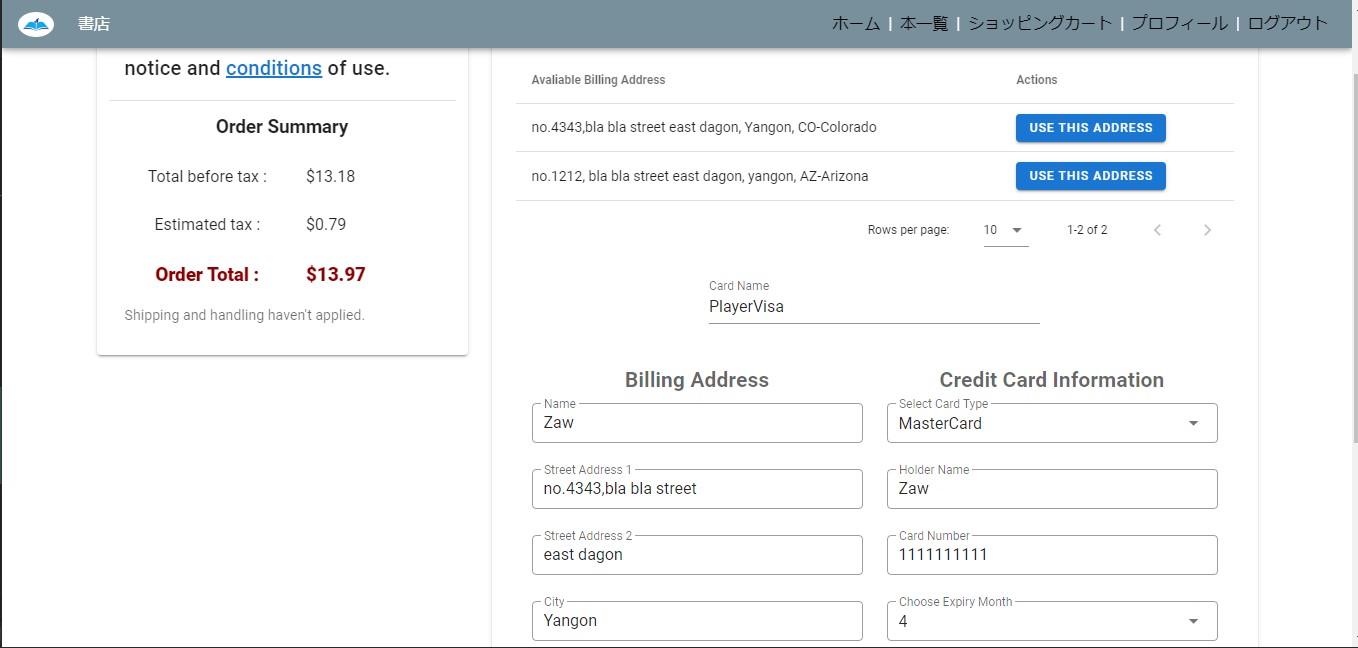 書店
ホーム | 本一覧 | ショッピングカート | プロフィール | ログアウト
notice and conditions of use.
Order Summary
Total before tax : $13.18
Estimated tax : $0.79
Order Total : $13.97
Shipping and handling haven't applied.
Avaliable Billing Address Actions
no.4343,bla bla street east dagon, Yangon, CO-Colorado USE THIS ADDRESS
no.1212, bla bla street east dagon, yangon, AZ-Arizona USE THIS ADDRESS
Rows per page: 10 1-2 of 2
Card Name
PlayerVisa
Billing Address
Name
Zaw
Street Address 1
no.4343,bla bla street
Street Address 2
east dagon
City
Yangon
Credit Card Information
Select Card Type
MasterCard
Holder Name
Zaw
Card Number
1111111111
Choose Expiry Month
4